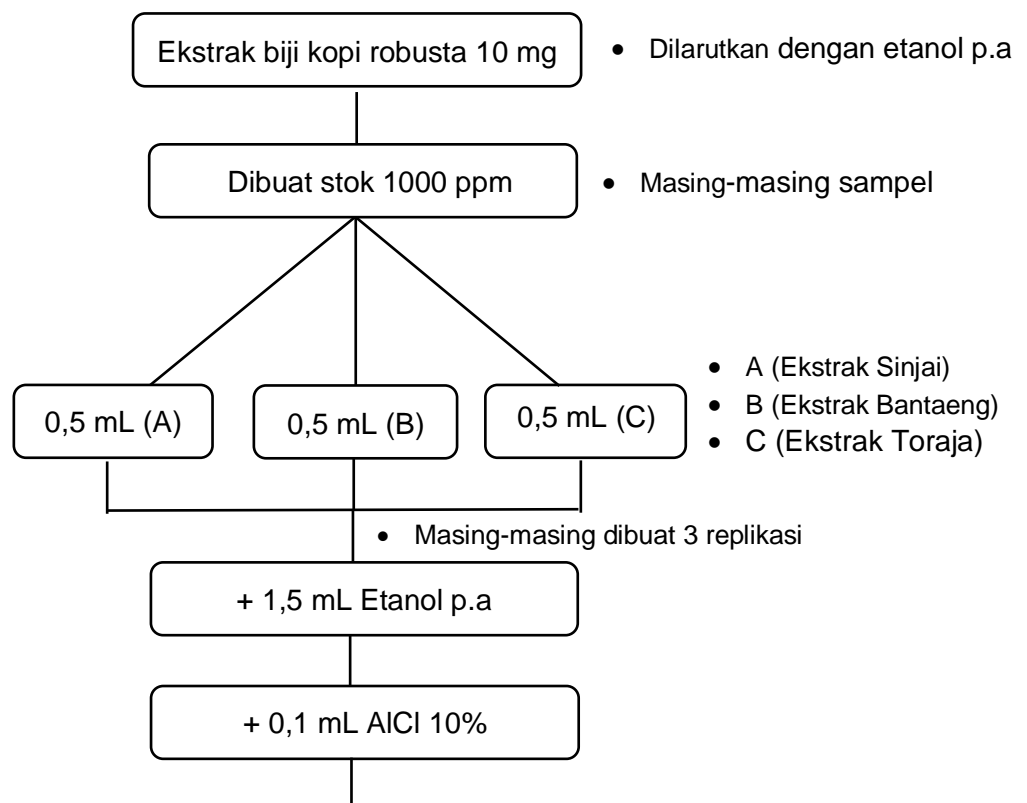 Ekstrak biji kopi robusta 10 mg
• Dilarutkan dengan etanol p.a
Dibuat stok 1000 ppm
• Masing-masing sampel
0,5 mL (A)
0,5 mL (B)
0,5 mL (C)
• A (Ekstrak Sinjai)
• B (Ekstrak Bantaeng)
• C (Ekstrak Toraja)
• Masing-masing dibuat 3 replikasi
+ 1,5 mL Etanol p.a
+ 0,1 mL AlCl 10%